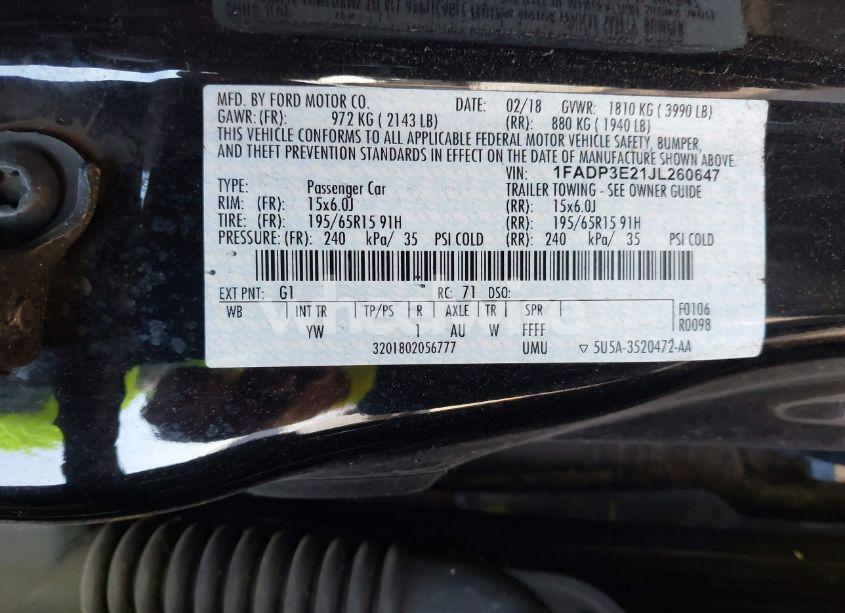 MFD. BY FORD MOTOR CO. DATE: 02/18 GVWR: 1810 KG ( 3990 LB)
GAWR: (FR): 972 KG ( 2143 LB) (RR): 880 KG ( 1940 LB)
THIS VEHICLE CONFORMS TO ALL APPLICABLE FEDERAL MOTOR VEHICLE SAFETY, BUMPER,
AND THEFT PREVENTION STANDARDS IN EFFECT ON THE DATE OF MANUFACTURE SHOWN ABOVE.
VIN: 1FADP3E21JL260647
TYPE: Passenger Car TRAILER TOWING - SEE OWNER GUIDE
RIM: (FR): 15x6.0J (RR): 15x6.0J
TIRE: (FR): 195/65R15 91H (RR): 195/65R15 91H
PRESSURE: (FR): 240 kPa/ 35 PSI COLD (RR): 240 kPa/ 35 PSI COLD
EXT PNT: G1 RC: 71 DSO:
WB INT TR TP/PS R AXLE TR SPR F0106
YW 1 AU W FFFF R0098
3201802056777 UMU ▽ 5U5A-3520472-AA